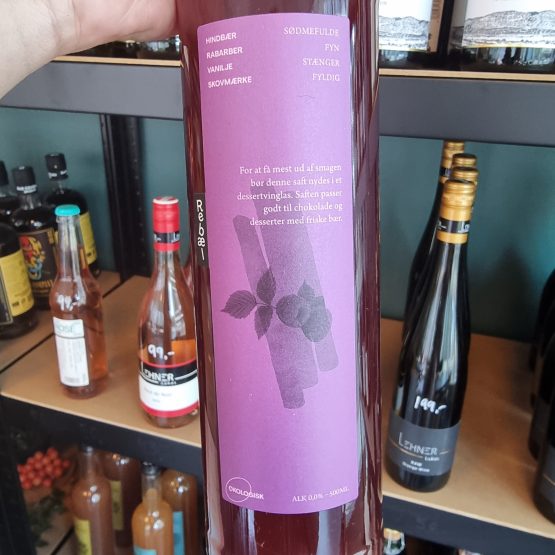 HINDBÆR
RABARBER
VANILJE
SKOVMÆRKE
SØDMEFULDE
FYN
STÆNGER
FYLDIG
For at få mest ud af smagen
bør denne saft nydes i et
dessertvinglas. Saften passer
godt til chokolade og
desserter med friske bær.
ØKOLOGISK
ALK 0,0% - 500ML
99,-
99,-
LEHNER
199,-
LEHNER